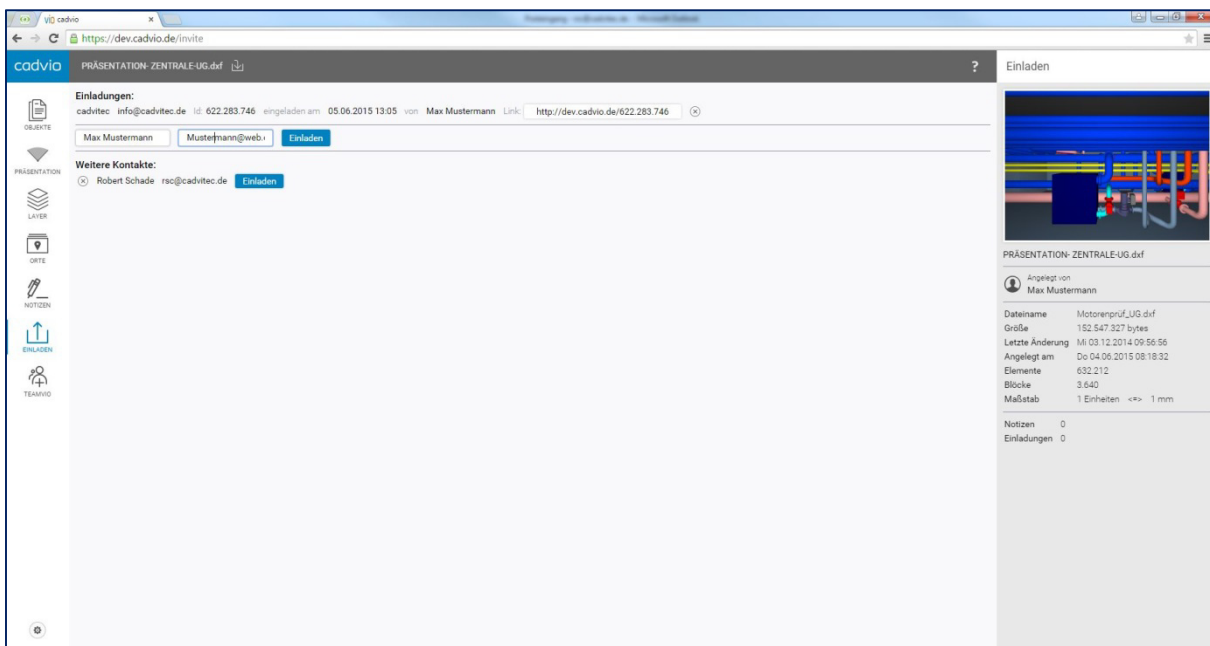 vio cadvio
https://dev.cadvio.de/invite
cadvio PRÄSENTATION- ZENTRALE-UG.dxf ? Einladen
OBJEKTE
PRÄSENTATION
LAYER
ORTE
NOTIZEN
EINLADEN
TEAMVIO
Einladungen:
cadvitec info@cadvitec.de Id: 622.283.746 eingeladen am 05.06.2015 13:05 von Max Mustermann Link: http://dev.cadvio.de/622.283.746
Max Mustermann Mustermann@web. Einladen
Weitere Kontakte:
Robert Schade rsc@cadvitec.de Einladen
PRÄSENTATION- ZENTRALE-UG.dxf
Angelegt von
Max Mustermann
Dateiname Motorenprüf_UG.dxf
Größe 152.547.327 bytes
Letzte Änderung Mi 03.12.2014 09:56:56
Angelegt am Do 04.06.2015 08:18:32
Elemente 632.212
Blöcke 3.640
Maßstab 1 Einheiten <=> 1 mm
Notizen 0
Einladungen 0